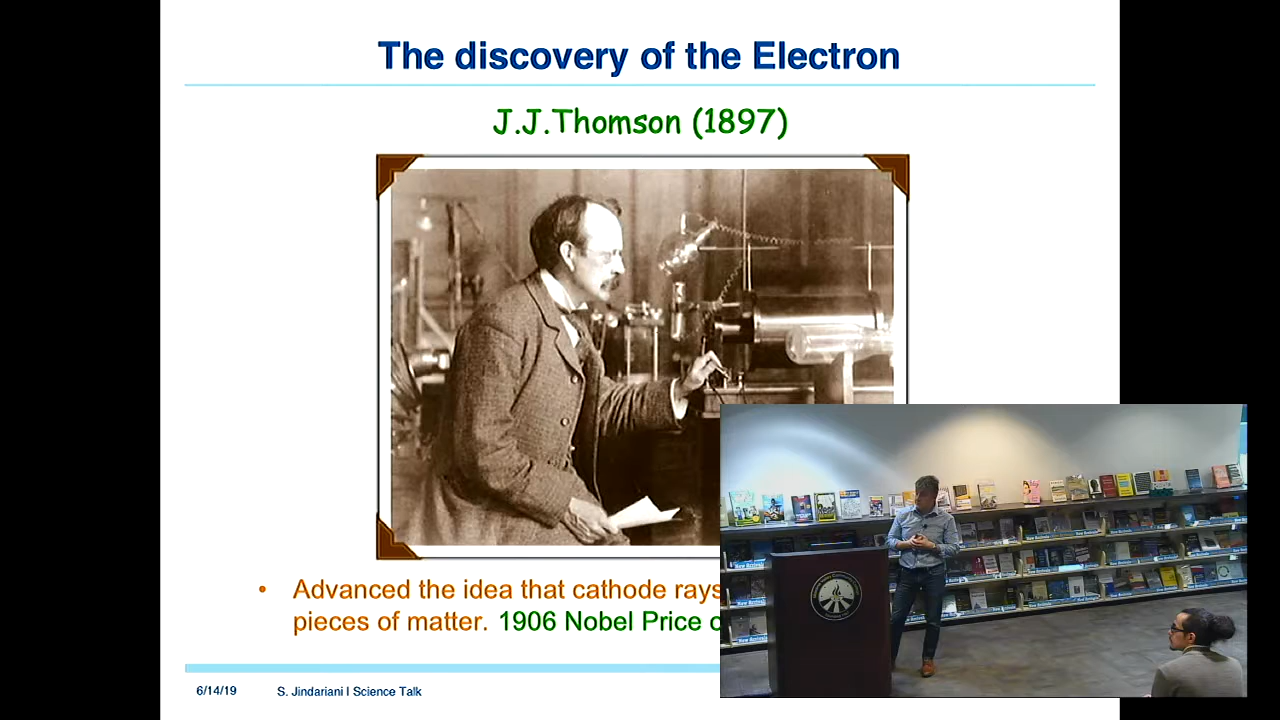 The discovery of the Electron
J.J.Thomson (1897)
• Advanced the idea that cathode rays
pieces of matter. 1906 Nobel Price
6/14/19 S. Jindariani | Science Talk